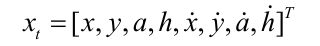 x_t = [x, y, a, h, ẋ, ẏ, ȧ, ḣ]^T